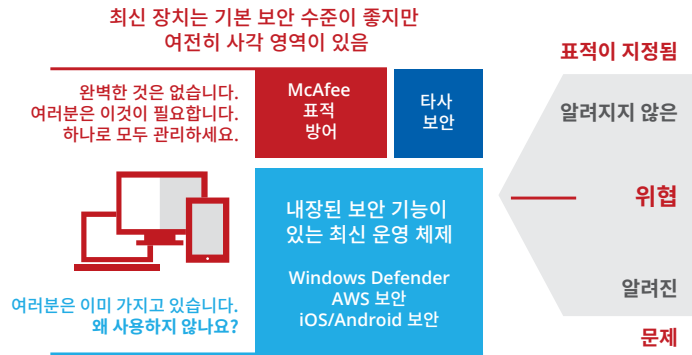 최신 장치는 기본 보안 수준이 좋지만
여전히 사각 영역이 있음
완벽한 것은 없습니다.
여러분은 이것이 필요합니다.
하나로 모두 관리하세요.
McAfee
표적
방어
타사
보안
내장된 보안 기능이
있는 최신 운영 체제
Windows Defender
AWS 보안
iOS/Android 보안
여러분은 이미 가지고 있습니다.
왜 사용하지 않나요?
표적이 지정됨
알려지지 않은
위협
알려진
문제